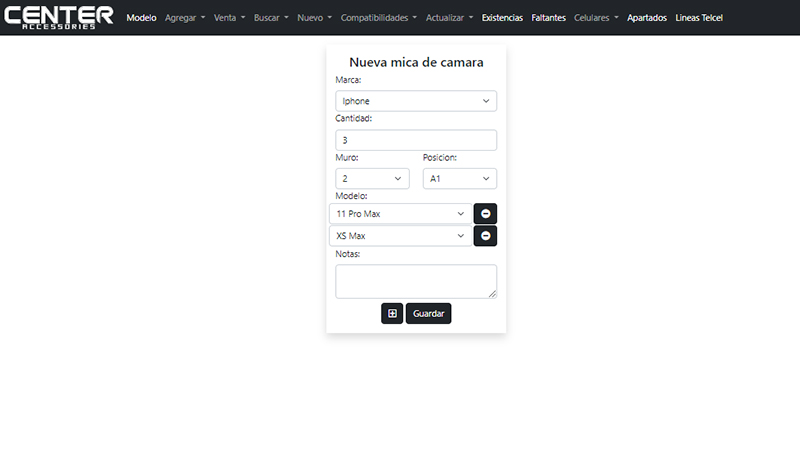 CENTER
ACCESSORIES
Modelo Agregar Venta Buscar Nuevo Compatibilidades Actualizar Existencias Faltantes Celulares Apartados Lineas Telcel
Nueva mica de camara
Marca:
Iphone
Cantidad:
3
Muro: Posicion:
2 A1
Modelo:
11 Pro Max
XS Max
Notas:
Guardar